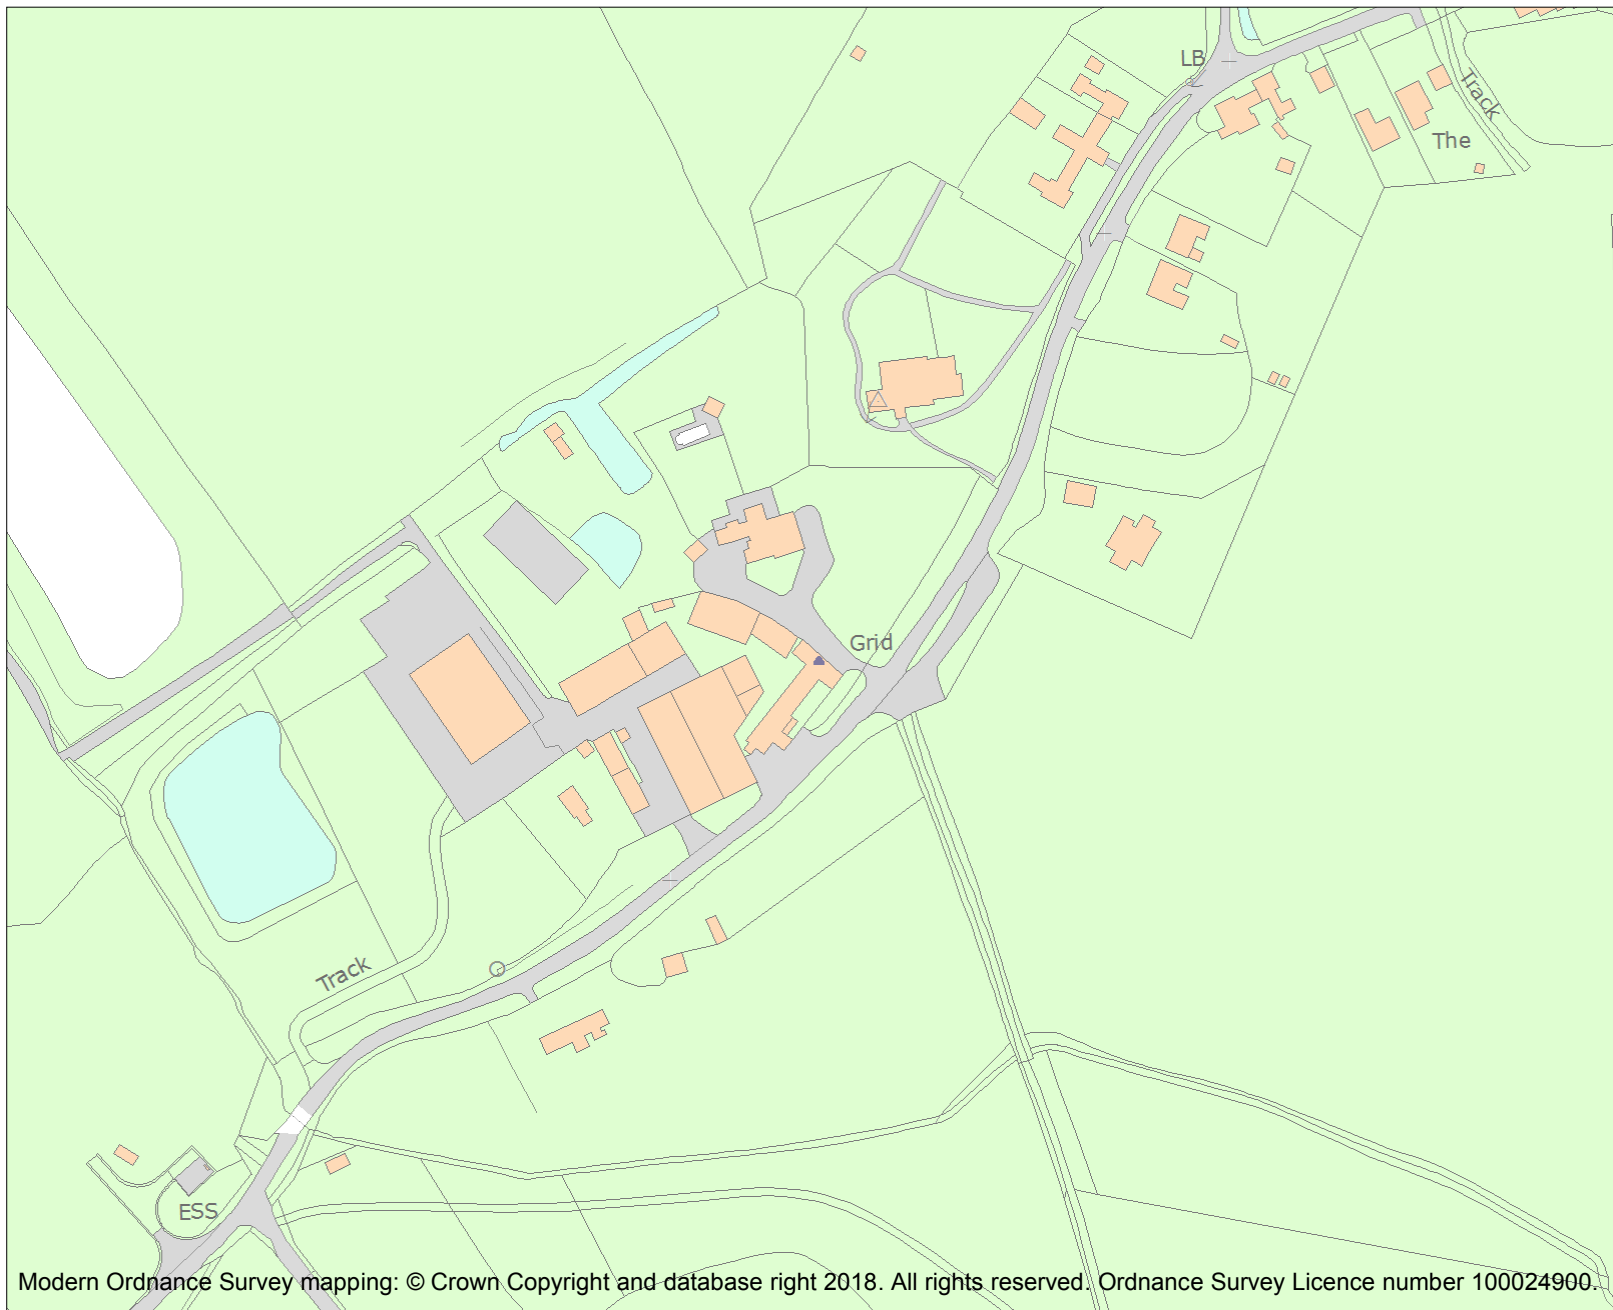 LB
Track
The
Grid
Track
ESS
Modern Ordnance Survey mapping: © Crown Copyright and database right 2018. All rights reserved. Ordnance Survey Licence number 100024900.